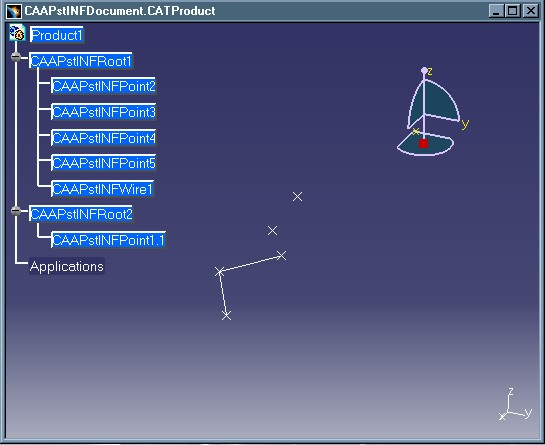 CAAPstINFDocument.CATProduct
Product1
CAAPstINFRoot1
CAAPstINFPoint2
CAAPstINFPoint3
CAAPstINFPoint4
CAAPstINFPoint5
CAAPstINFWire1
CAAPstINFRoot2
CAAPstINFPoint1.1
Applications
z
y
x
z
x
y